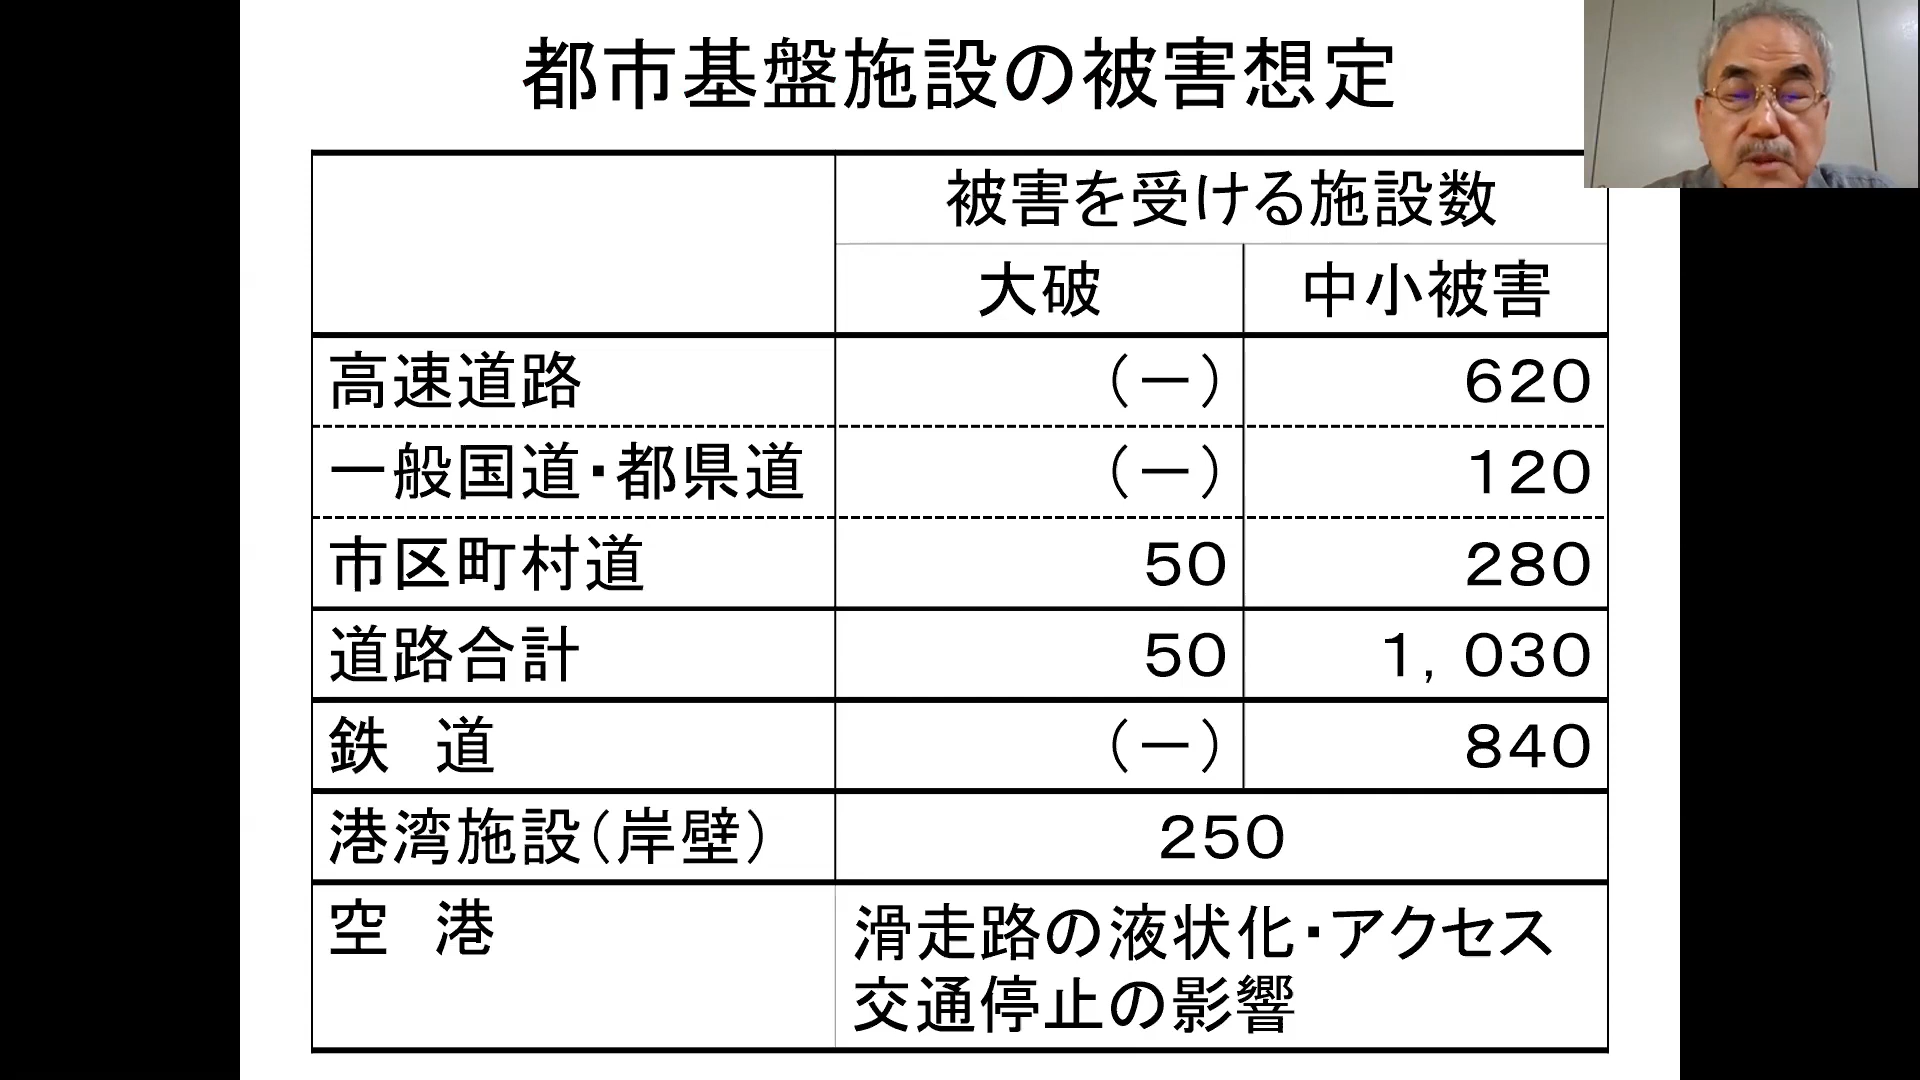 都市基盤施設の被害想定
被害を受ける施設数
大破 中小被害
高速道路 （－） 620
一般国道・都県道 （－） 120
市区町村道 50 280
道路合計 50 1，030
鉄　道 （－） 840
港湾施設（岸壁） 250
空　港 滑走路の液状化・アクセス
交通停止の影響